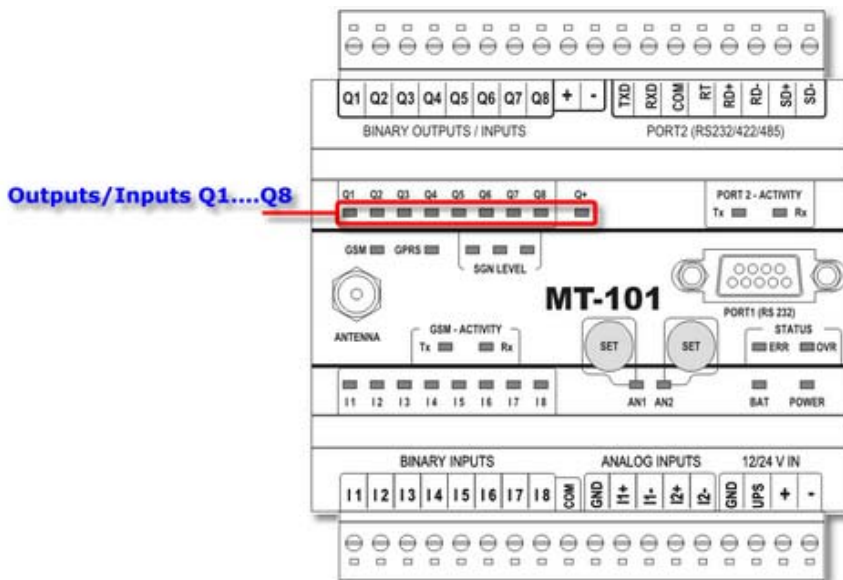 Q1 Q2 Q3 Q4 Q5 Q6 Q7 Q8 + - TXD RXD COM RT RD+ RD- SD+ SD-
BINARY OUTPUTS / INPUTS PORT2 (RS232/422/485)
Outputs/Inputs Q1....Q8
Q1 Q2 Q3 Q4 Q5 Q6 Q7 Q8 Q+
PORT 2 - ACTIVITY
Tx Rx
GSM GPRS
SGN LEVEL
MT-101
PORT1 (RS 232)
ANTENNA
GSM - ACTIVITY
Tx Rx
SET SET
STATUS
ERR OVR
I1 I2 I3 I4 I5 I6 I7 I8 AN1 AN2 BAT POWER
BINARY INPUTS ANALOG INPUTS 12/24 V IN
I1 I2 I3 I4 I5 I6 I7 I8 COM GND I1+ I1- I2+ I2- GND UPS + -